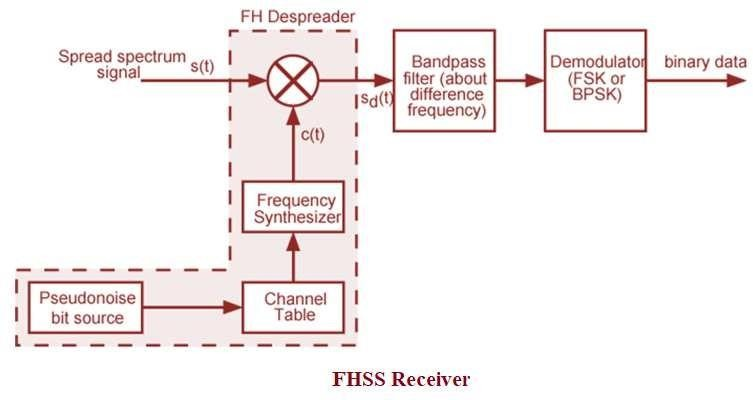 FH Despreader
Spread spectrum
signal
s(t)
sd(t)
c(t)
Bandpass
filter (about
difference
frequency)
Demodulator
(FSK or
BPSK)
binary data
Frequency
Synthesizer
Pseudonoise
bit source
Channel
Table
FHSS Receiver